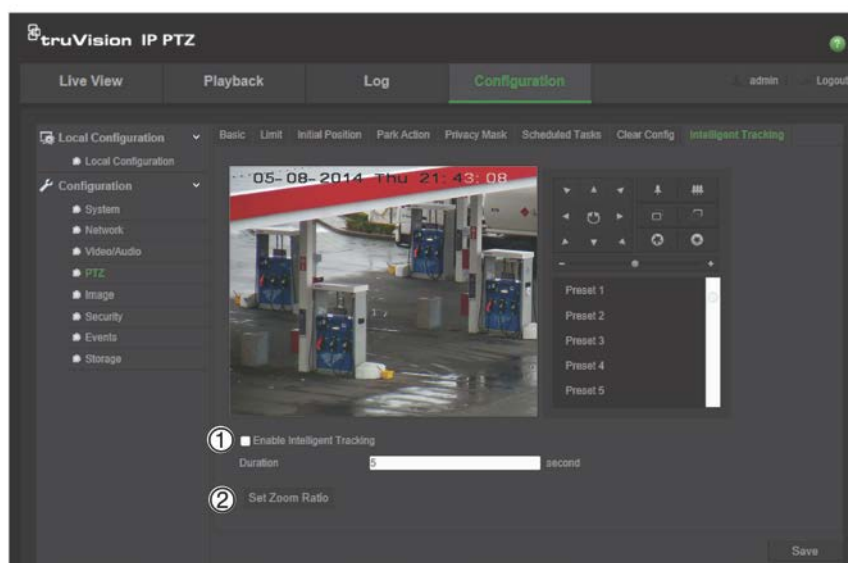 truVision IP PTZ
Live View Playback Log Configuration admin Logout
Local Configuration
Basic Limit Initial Position Park Action Privacy Mask Scheduled Tasks Clear Config Intelligent Tracking
Local Configuration
Configuration
System
Network
Video/Audio
PTZ
Image
Security
Events
Storage
05-08-2014 Thu 21:43:08
Preset 1
Preset 2
Preset 3
Preset 4
Preset 5
1 Enable Intelligent Tracking
Duration 5 second
2 Set Zoom Ratio
Save